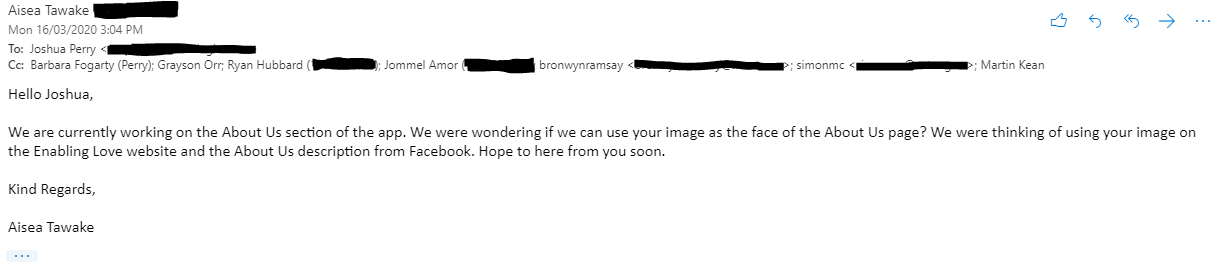 Aisea Tawake
Mon 16/03/2020 3:04 PM
To: Joshua Perry <
Cc: Barbara Fogarty (Perry); Grayson Orr; Ryan Hubbard ( ); Jommel Amor ( bronwynramsay < >; simonmc < >; Martin Kean
Hello Joshua,
We are currently working on the About Us section of the app. We were wondering if we can use your image as the face of the About Us page? We were thinking of using your image on
the Enabling Love website and the About Us description from Facebook. Hope to here from you soon.
Kind Regards,
Aisea Tawake
...